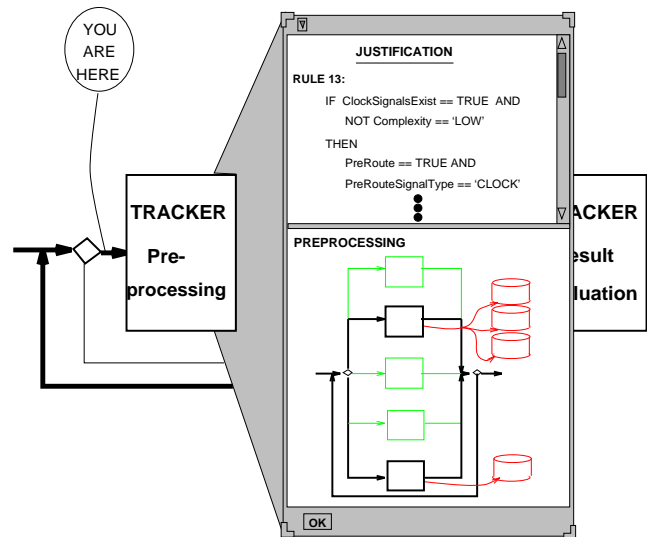 YOU
ARE
HERE
TRACKER
Pre-
processing
JUSTIFICATION
RULE 13:
IF ClockSignalsExist == TRUE AND
NOT Complexity == ‘LOW’
THEN
PreRoute == TRUE AND
PreRouteSignalType == ‘CLOCK’
PREPROCESSING
OK
ACKER
esult
luation